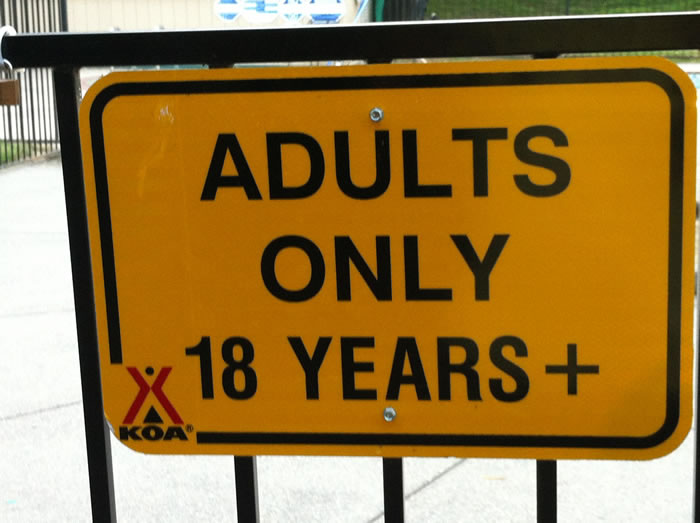 ADULTS
ONLY
18 YEARS+
KOA®